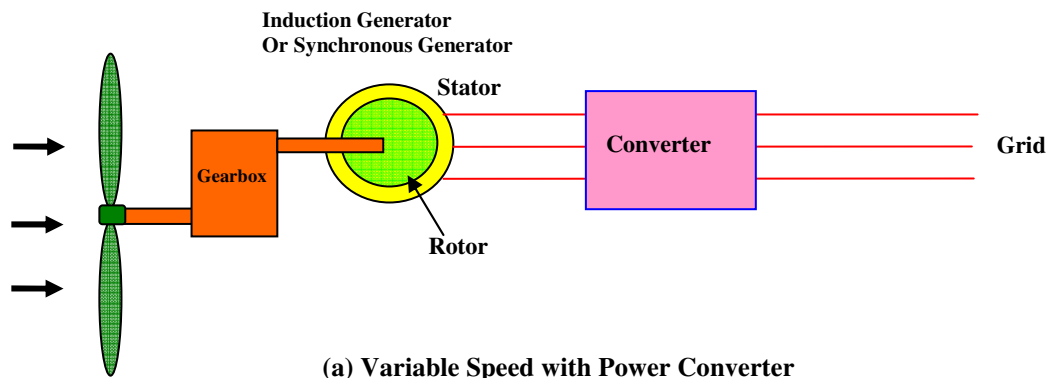 Induction Generator
Or Synchronous Generator
Stator
Converter
Grid
Gearbox
Rotor
(a) Variable Speed with Power Converter